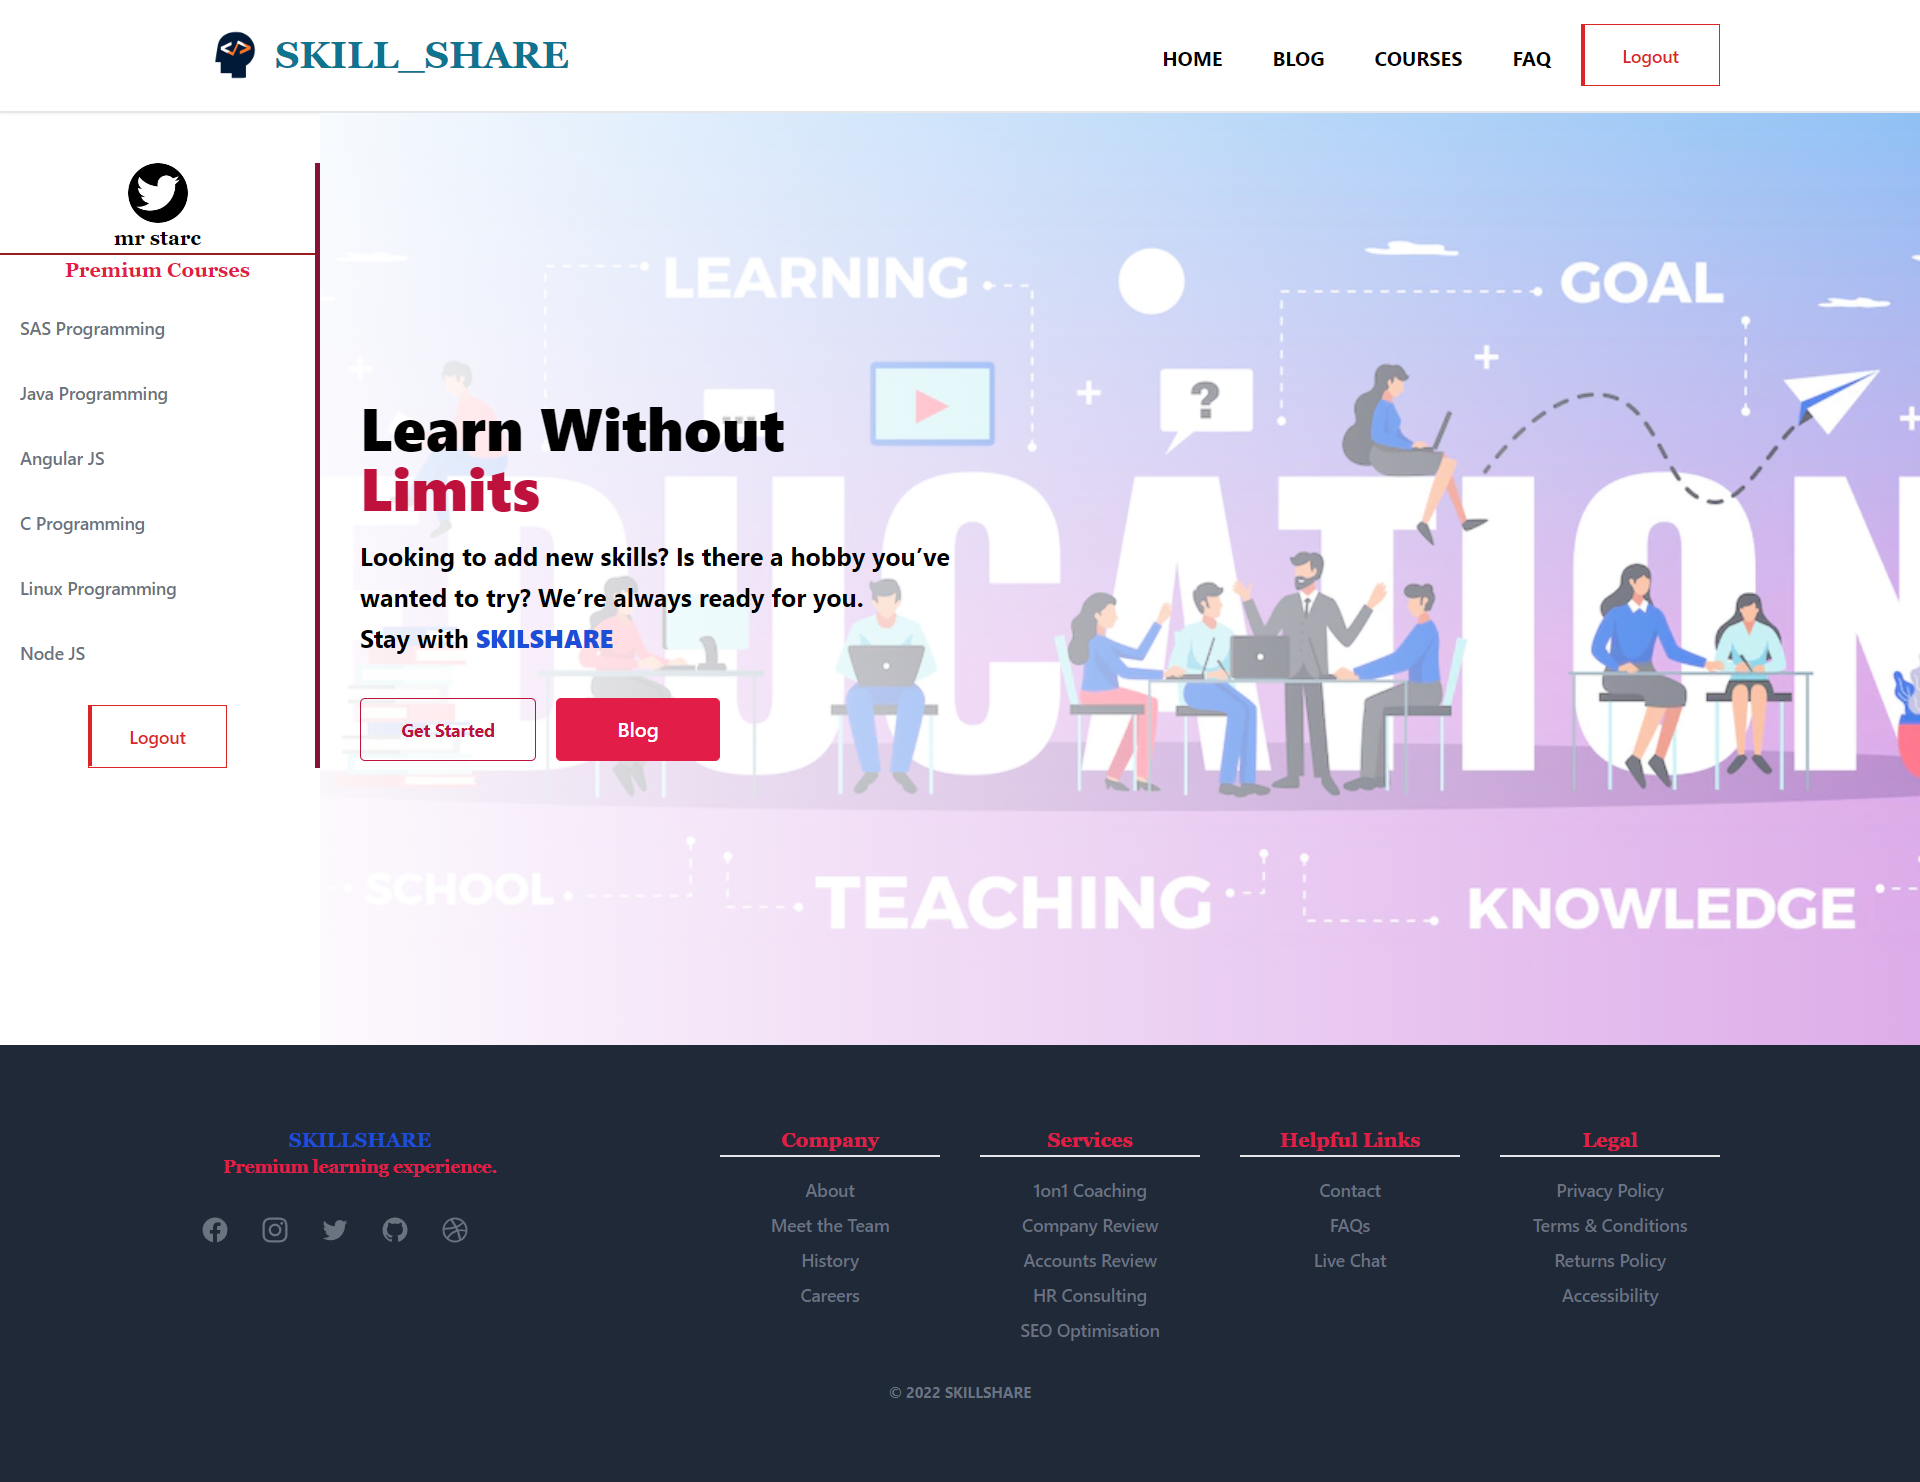 SKILL_SHARE
HOME
BLOG
COURSES
FAQ
Logout
mr starc
Premium Courses
SAS Programming
Java Programming
Angular JS
C Programming
Linux Programming
Node JS
Logout
LEARNING
GOAL
?
EDUCATION
Learn Without
Limits
Looking to add new skills? Is there a hobby you’ve
wanted to try? We’re always ready for you.
Stay with SKILSHARE
Get Started
Blog
SCHOOL
TEACHING
KNOWLEDGE
SKILLSHARE
Premium learning experience.
Company
About
Meet the Team
History
Careers
Services
1on1 Coaching
Company Review
Accounts Review
HR Consulting
SEO Optimisation
Helpful Links
Contact
FAQs
Live Chat
Legal
Privacy Policy
Terms & Conditions
Returns Policy
Accessibility
© 2022 SKILLSHARE